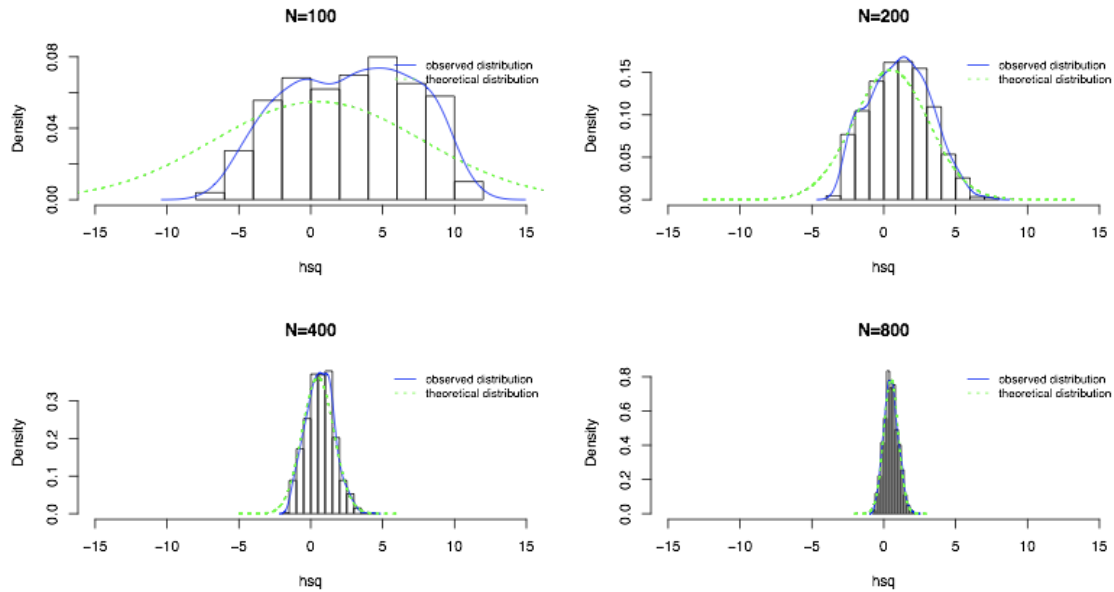 N=100
Density
0.00
0.04
0.08
observed distribution
theoretical distribution
−15 −10 −5 0 5 10 15
hsq
N=200
Density
0.00 0.05 0.10 0.15
observed distribution
theoretical distribution
−15 −10 −5 0 5 10 15
hsq
N=400
Density
0.0 0.1 0.2 0.3
observed distribution
theoretical distribution
−15 −10 −5 0 5 10 15
hsq
N=800
Density
0.0 0.2 0.4 0.6 0.8
observed distribution
theoretical distribution
−15 −10 −5 0 5 10 15
hsq